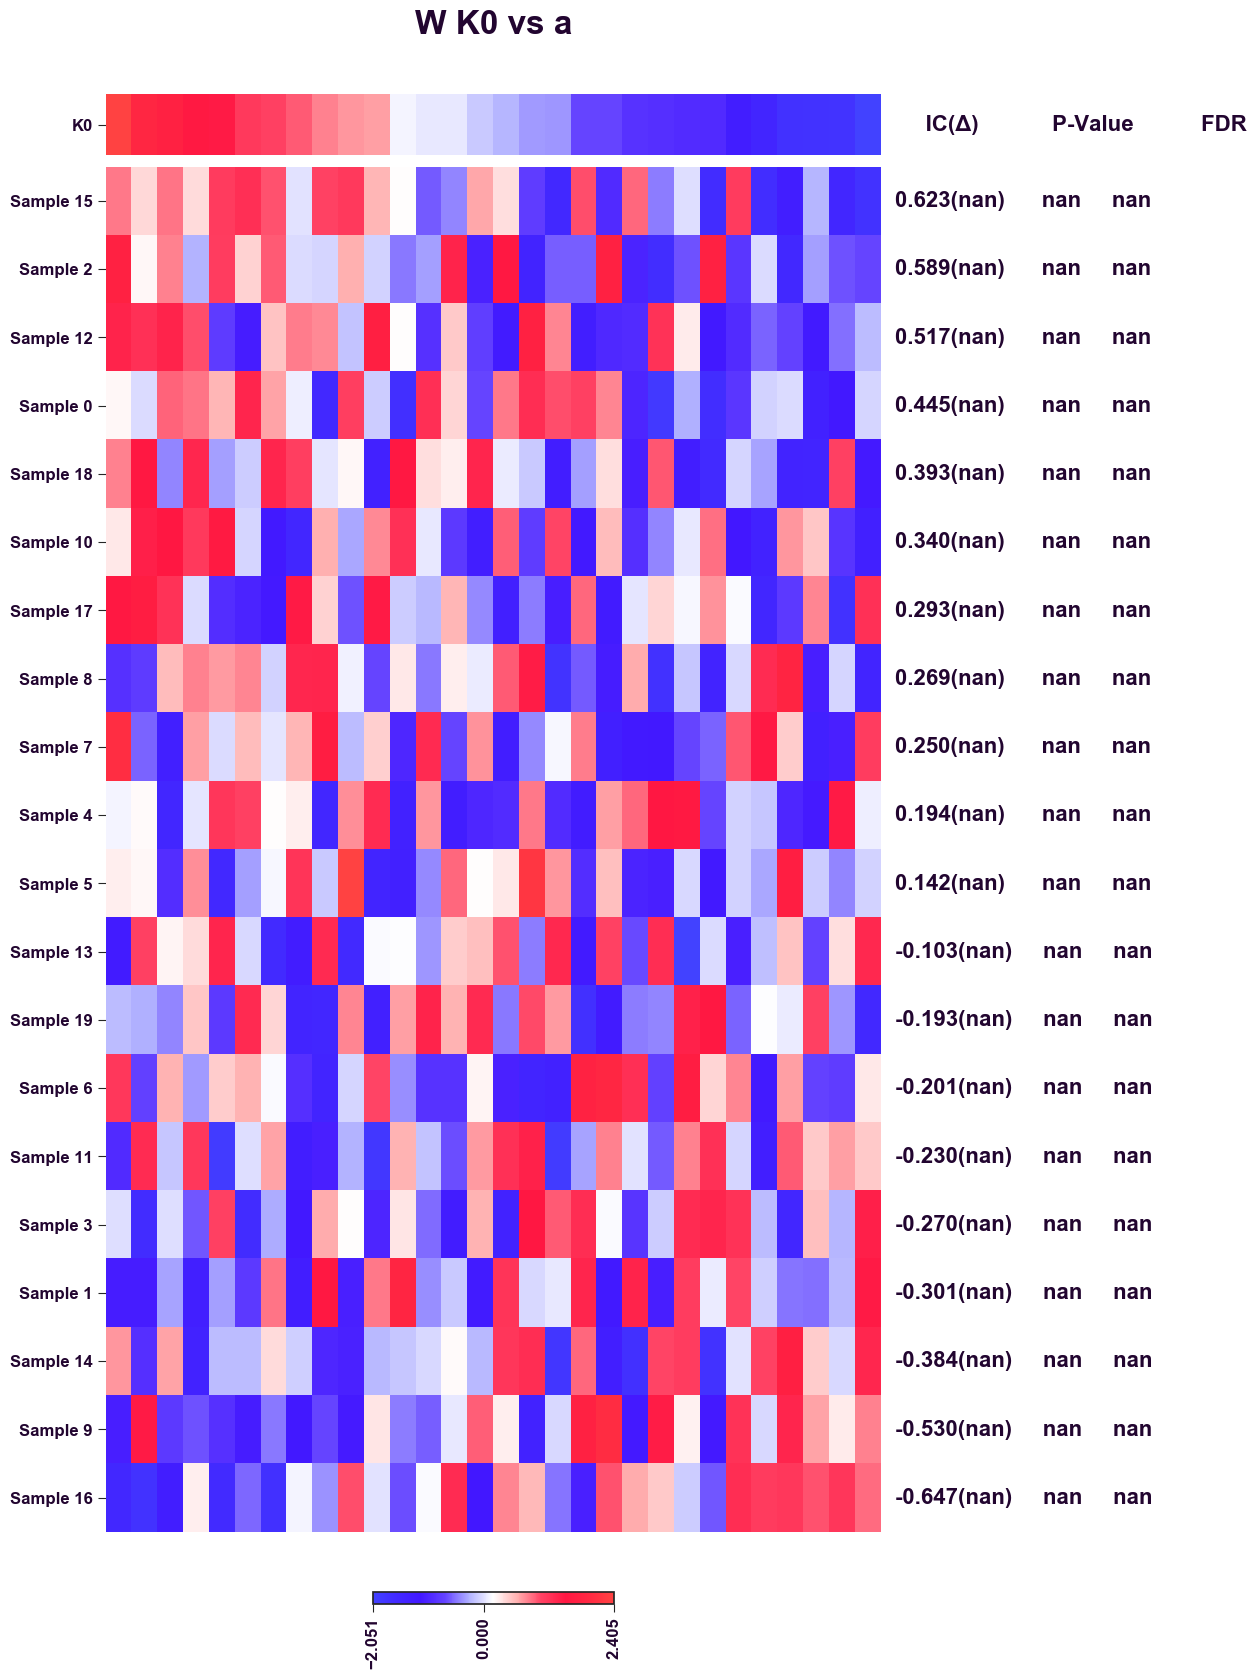 W K0 vs a
K0 IC(Δ) P-Value FDR
Sample 15 0.623(nan) nan nan
Sample 2 0.589(nan) nan nan
Sample 12 0.517(nan) nan nan
Sample 0 0.445(nan) nan nan
Sample 18 0.393(nan) nan nan
Sample 10 0.340(nan) nan nan
Sample 17 0.293(nan) nan nan
Sample 8 0.269(nan) nan nan
Sample 7 0.250(nan) nan nan
Sample 4 0.194(nan) nan nan
Sample 5 0.142(nan) nan nan
Sample 13 -0.103(nan) nan nan
Sample 19 -0.193(nan) nan nan
Sample 6 -0.201(nan) nan nan
Sample 11 -0.230(nan) nan nan
Sample 3 -0.270(nan) nan nan
Sample 1 -0.301(nan) nan nan
Sample 14 -0.384(nan) nan nan
Sample 9 -0.530(nan) nan nan
Sample 16 -0.647(nan) nan nan
−2.051 0.000 2.405